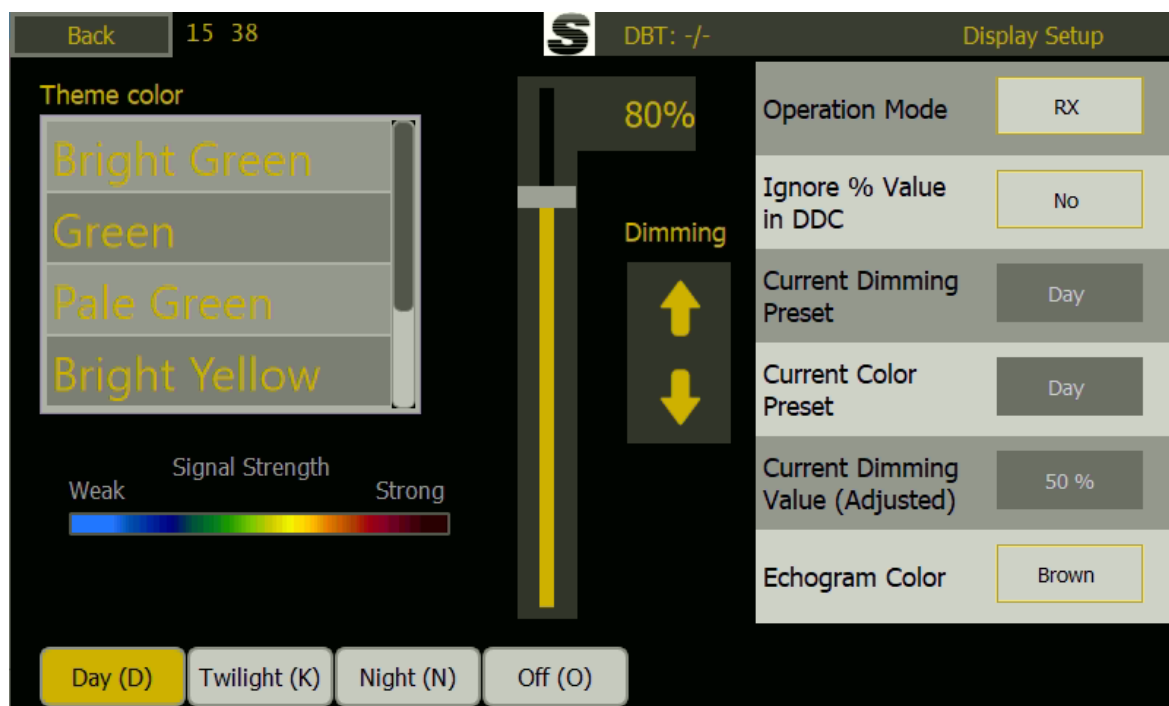 Back
15 38
S
DBT: -/-
Display Setup
Theme color
Bright Green
Green
Pale Green
Bright Yellow
Signal Strength
Weak
Strong
80%
Dimming
Operation Mode
RX
Ignore % Value
in DDC
No
Current Dimming
Preset
Day
Current Color
Preset
Day
Current Dimming
Value (Adjusted)
50 %
Echogram Color
Brown
Day (D)
Twilight (K)
Night (N)
Off (O)